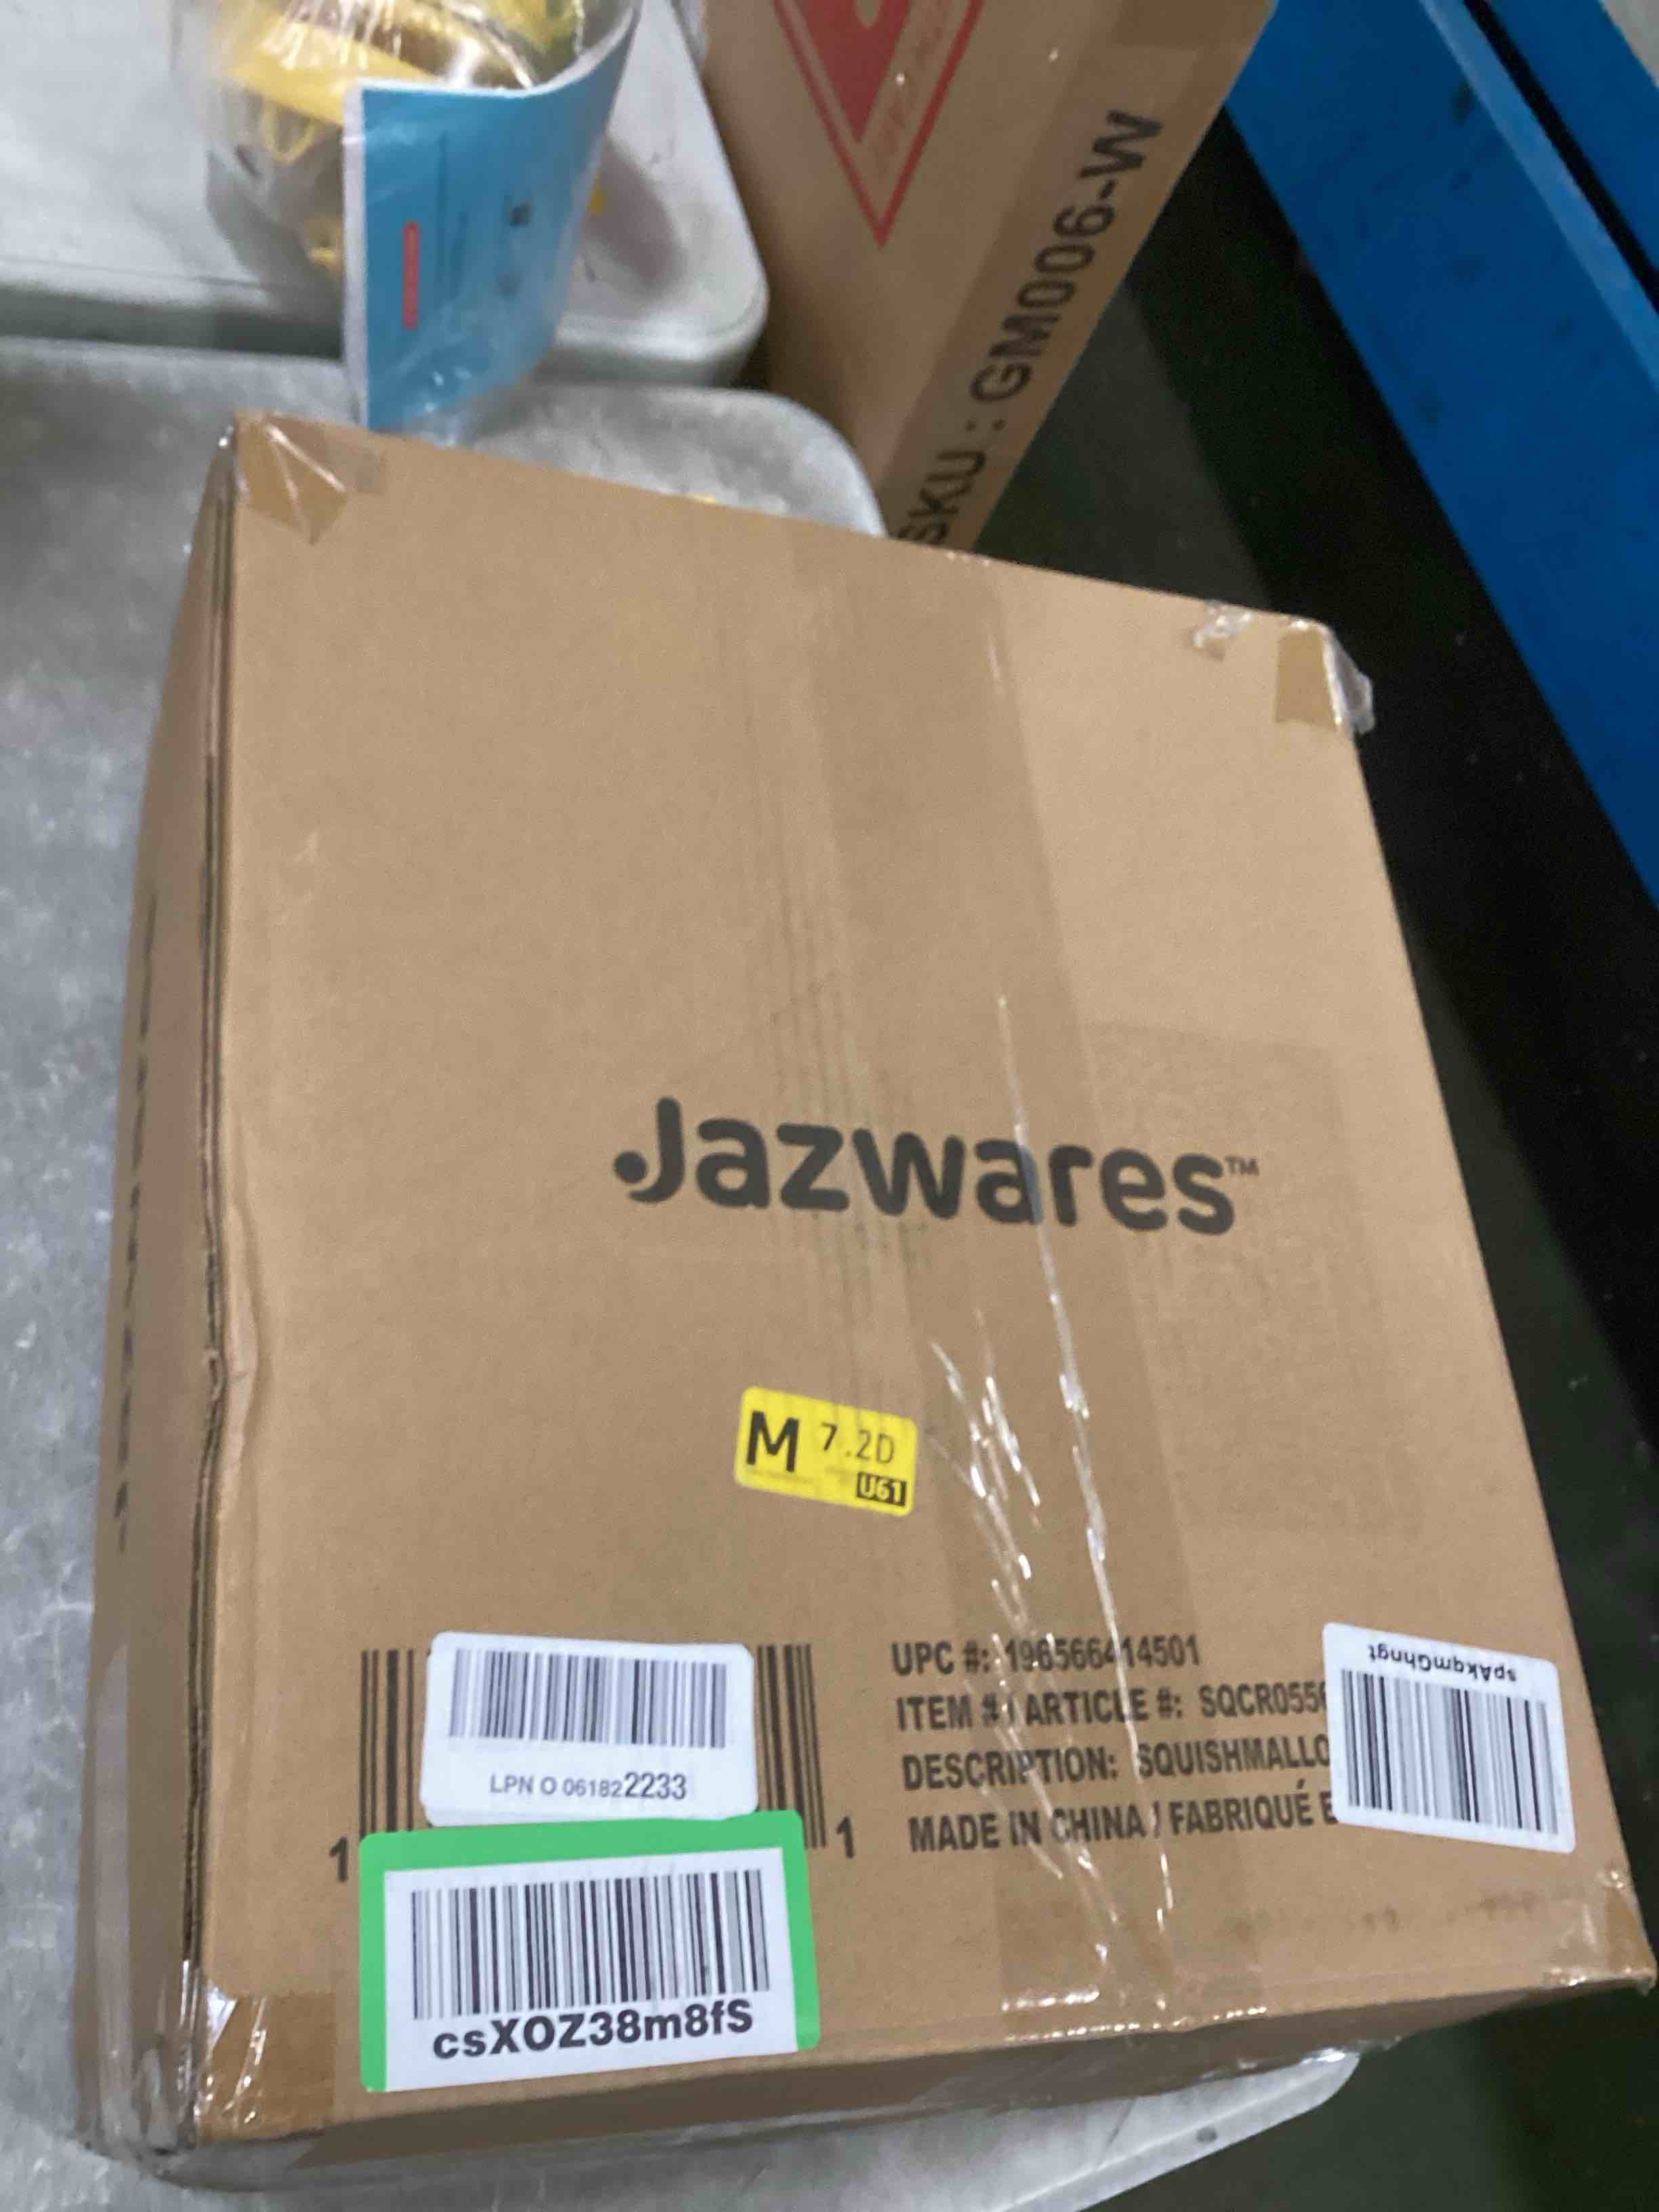 SKU : GM006-W
Jazwares™
M 7.2D
U61
UPC #: 196566414501
ITEM # / ARTICLE #: SQCR055
DESCRIPTION: SQUISHMALLO
MADE IN CHINA / FABRIQUÉ E
spAkqmGhngt
LPN O 061822233
1 1
csXOZ38m8fS